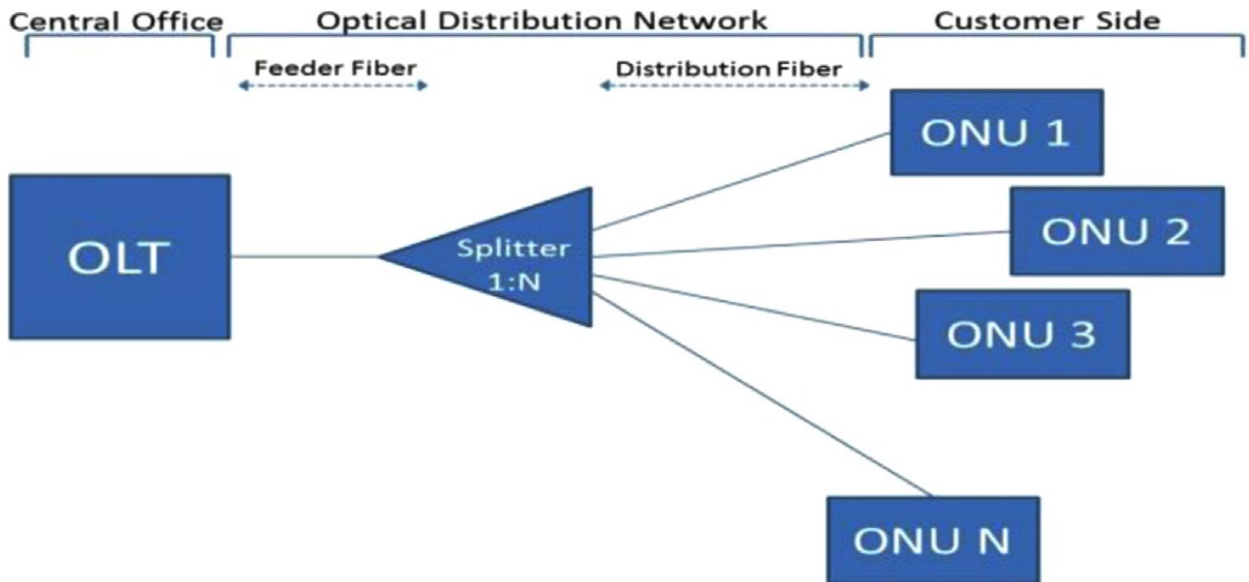 Central Office
Optical Distribution Network
Customer Side
Feeder Fiber
Distribution Fiber
ONU 1
OLT
Splitter
1:N
ONU 2
ONU 3
ONU N